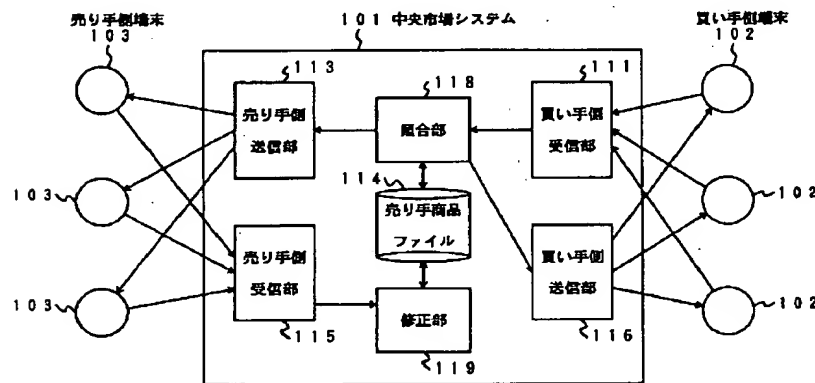 売り手側端末
103
101 中央市場システム
買い手側端末
102
113
118
111
売り手側
送信部
照合部
買い手側
受信部
114
103
売り手商品
ファイル
102
売り手側
受信部
買い手側
送信部
103
修正部
102
115
116
119